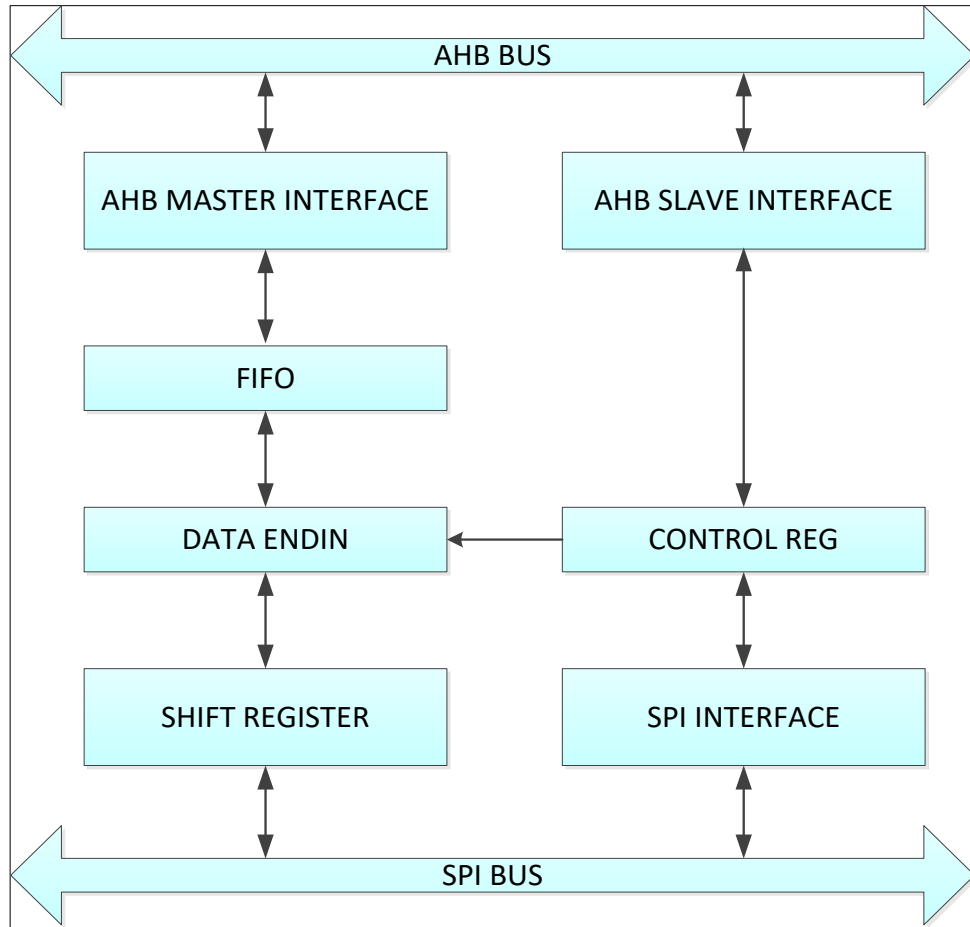 AHB BUS
AHB MASTER INTERFACE
AHB SLAVE INTERFACE
FIFO
DATA ENDIN
CONTROL REG
SHIFT REGISTER
SPI INTERFACE
SPI BUS